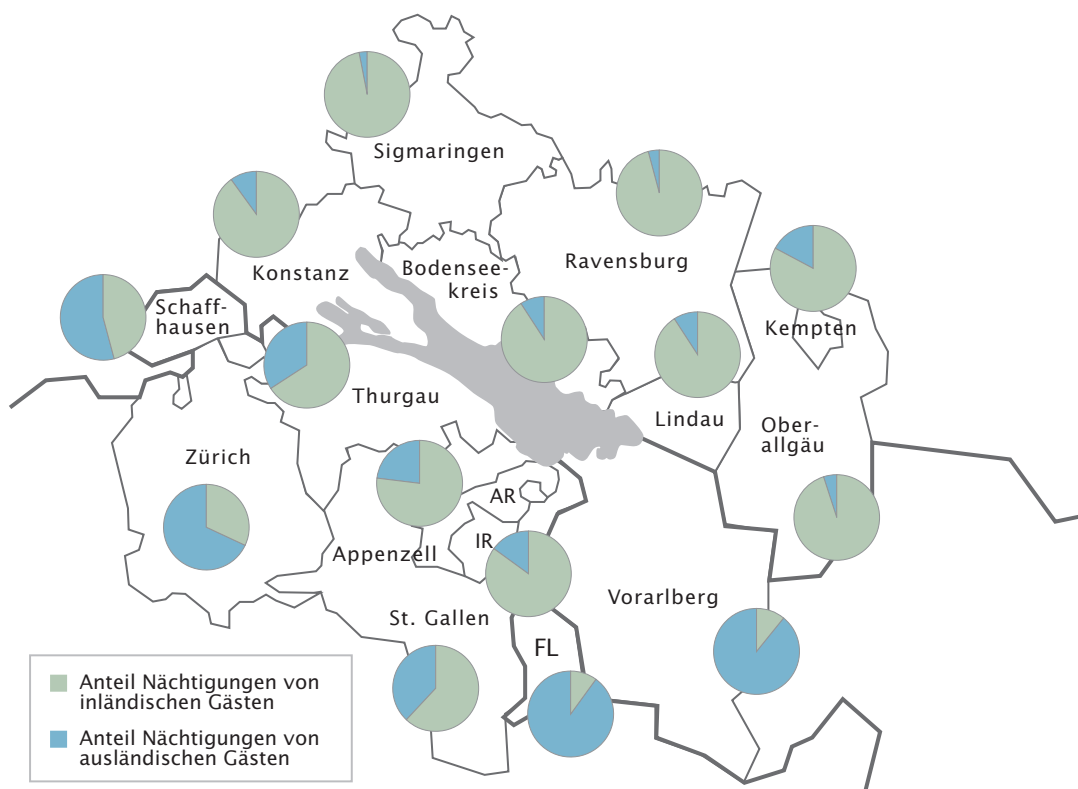 Sigmaringen
Ravensburg
Konstanz
Bodensee-
kreis
Schaff-
hausen
Kempten
Thurgau
Lindau
Ober-
allgäu
Zürich
AR
IR
Appenzell
Vorarlberg
St. Gallen
FL
Anteil Nächtigungen von
inländischen Gästen
Anteil Nächtigungen von
ausländischen Gästen